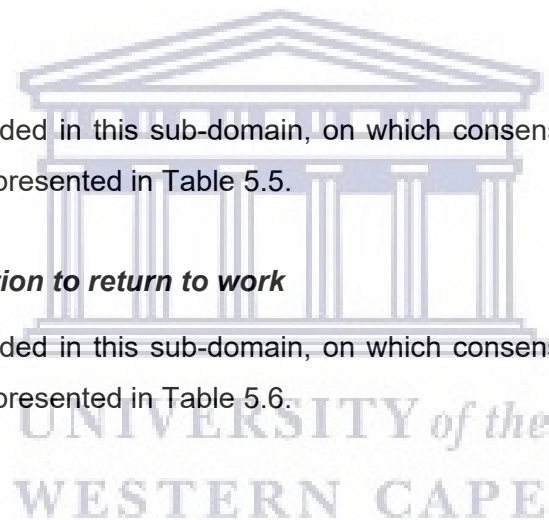 ded in this sub-domain, on which consens
presented in Table 5.5.
tion to return to work
ded in this sub-domain, on which consens
presented in Table 5.6.
UNIVERSITY of the
WESTERN CAPE